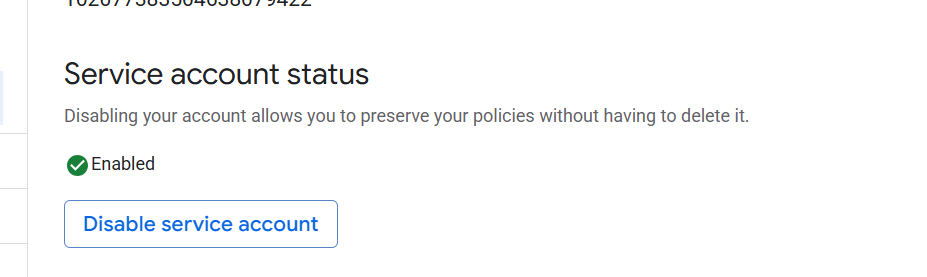 Service account status
Disabling your account allows you to preserve your policies without having to delete it.
Enabled
Disable service account